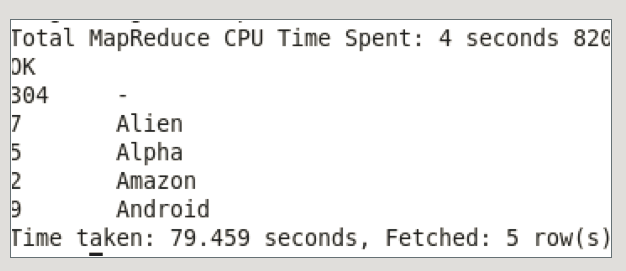 Total MapReduce CPU Time Spent: 4 seconds 820
OK
304 -
7 Alien
5 Alpha
2 Amazon
9 Android
Time taken: 79.459 seconds, Fetched: 5 row(s)